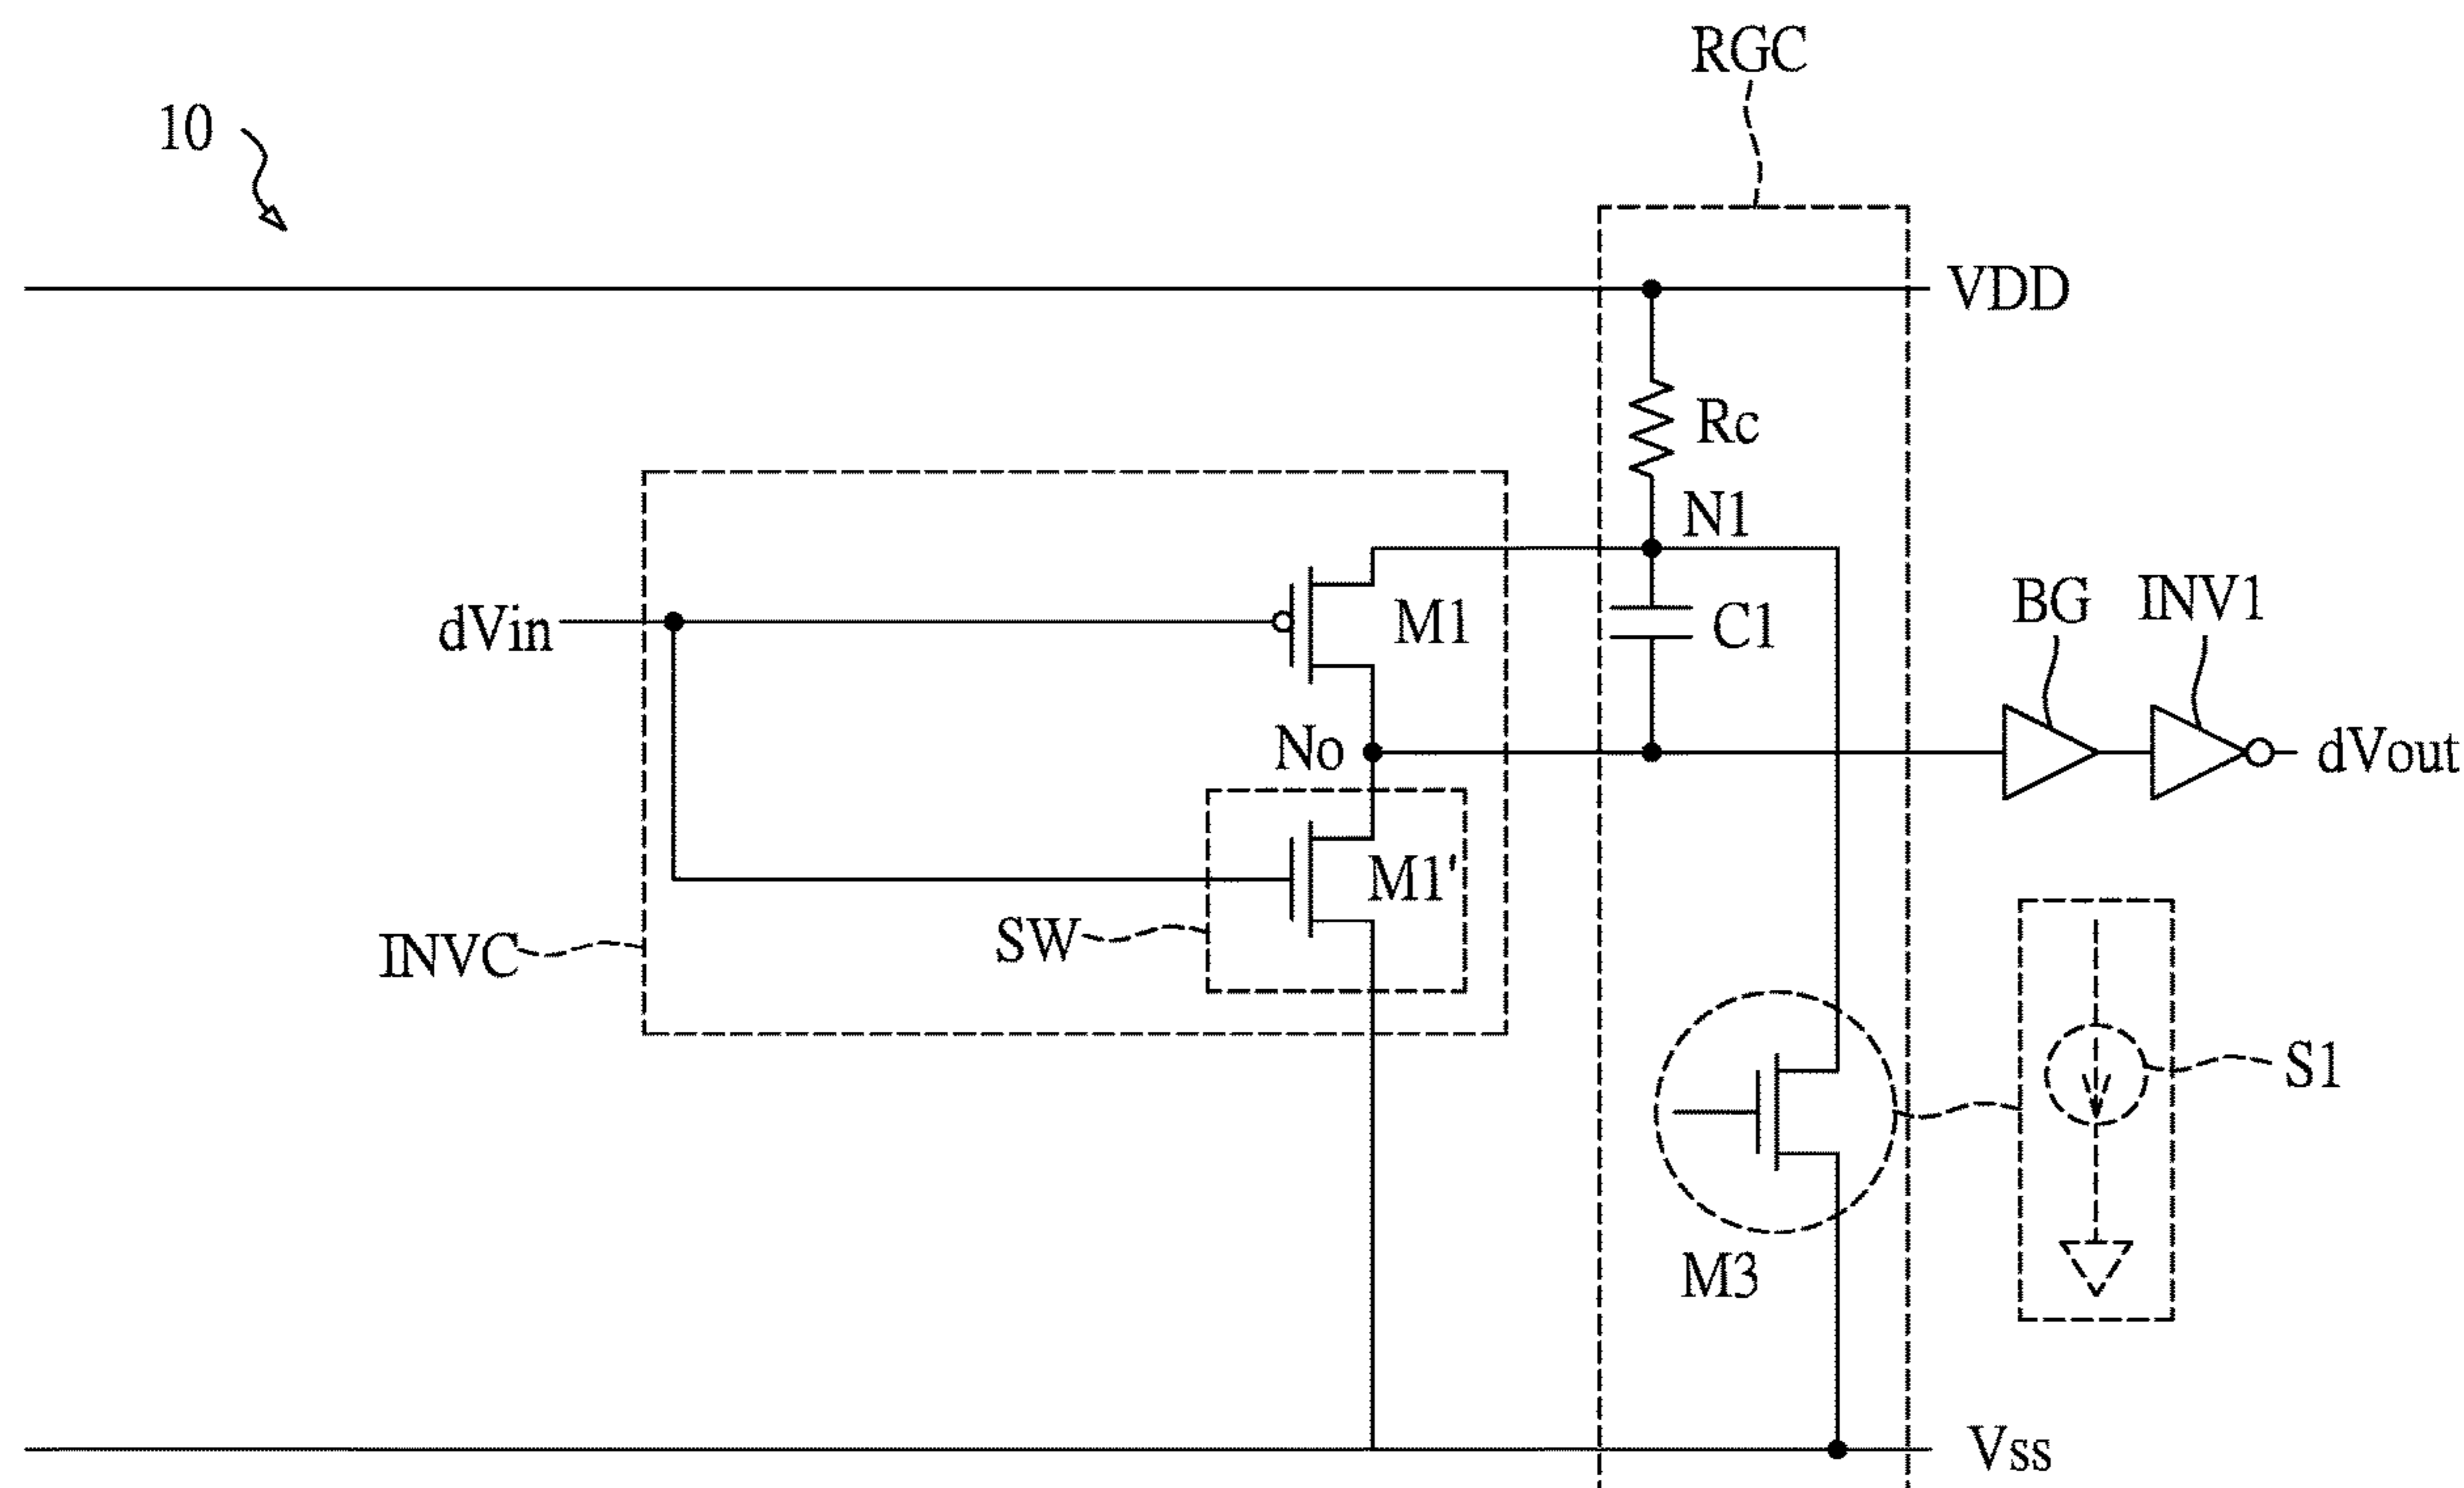 RGC
10
VDD
Rc
N1
dVin
M1
C1
BG
INV1
No
dVout
M1'
SW
INVC
S1
M3
Vss